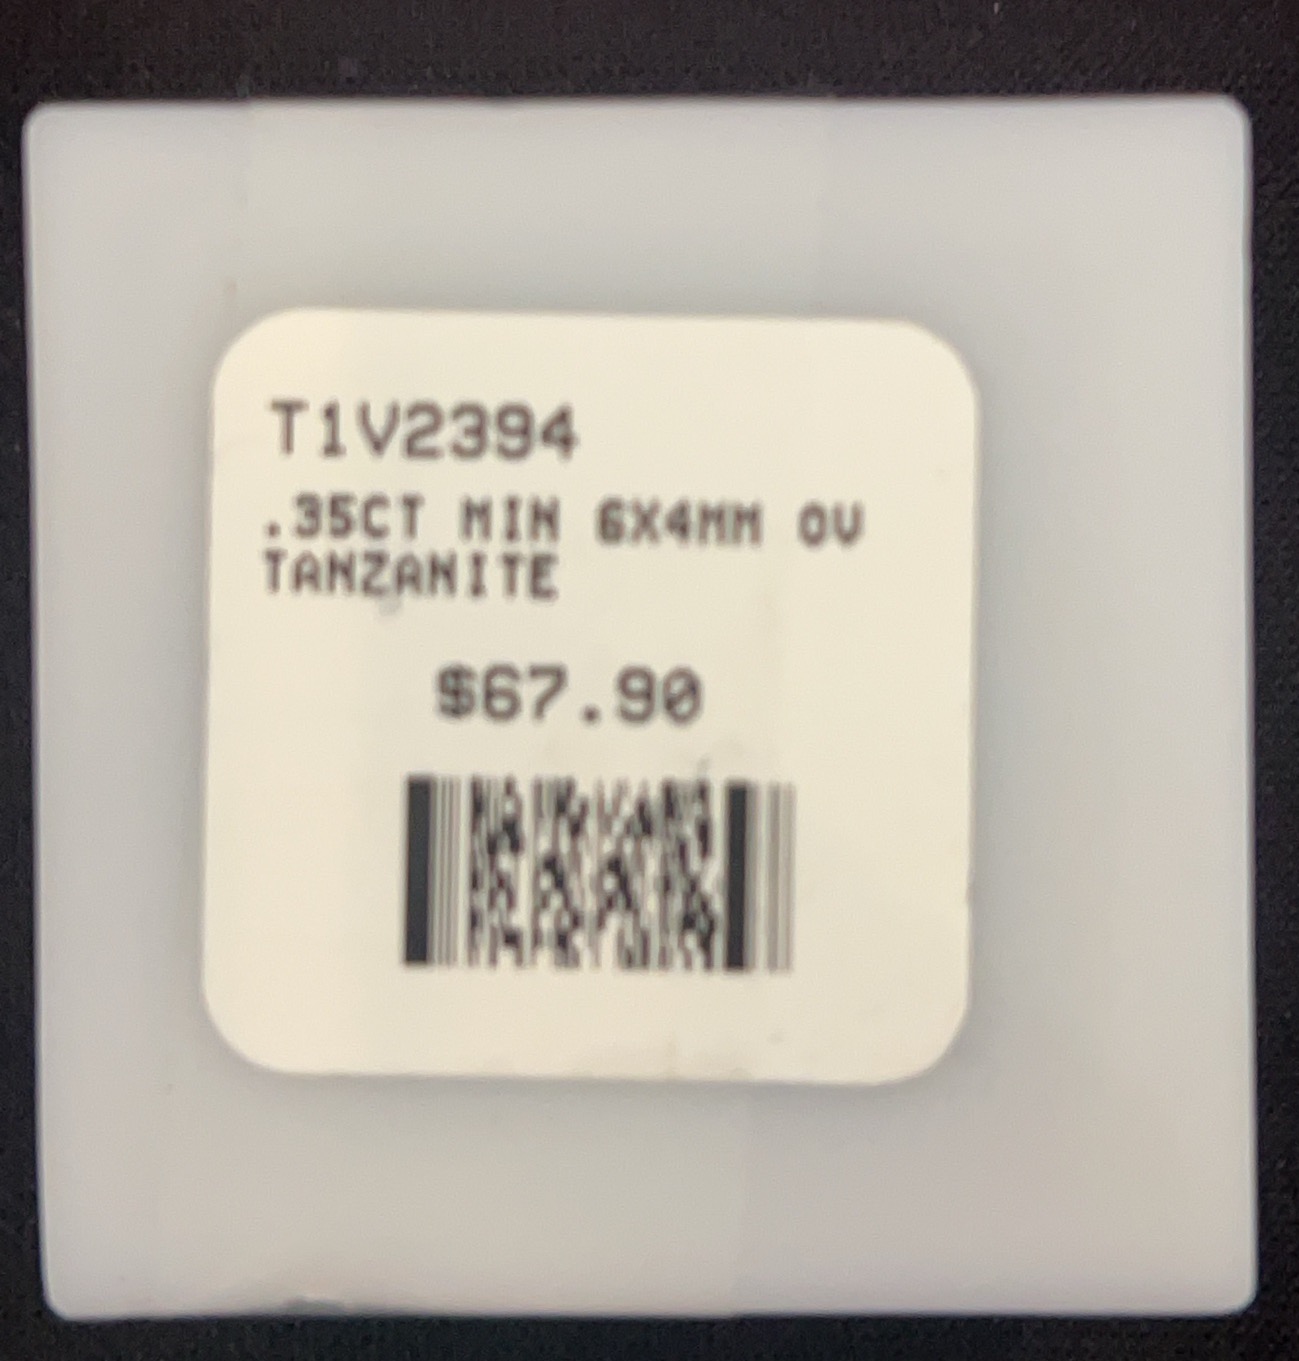 T1V2394
.35CT MIN 6X4MM OV
TANZANITE
$67.90